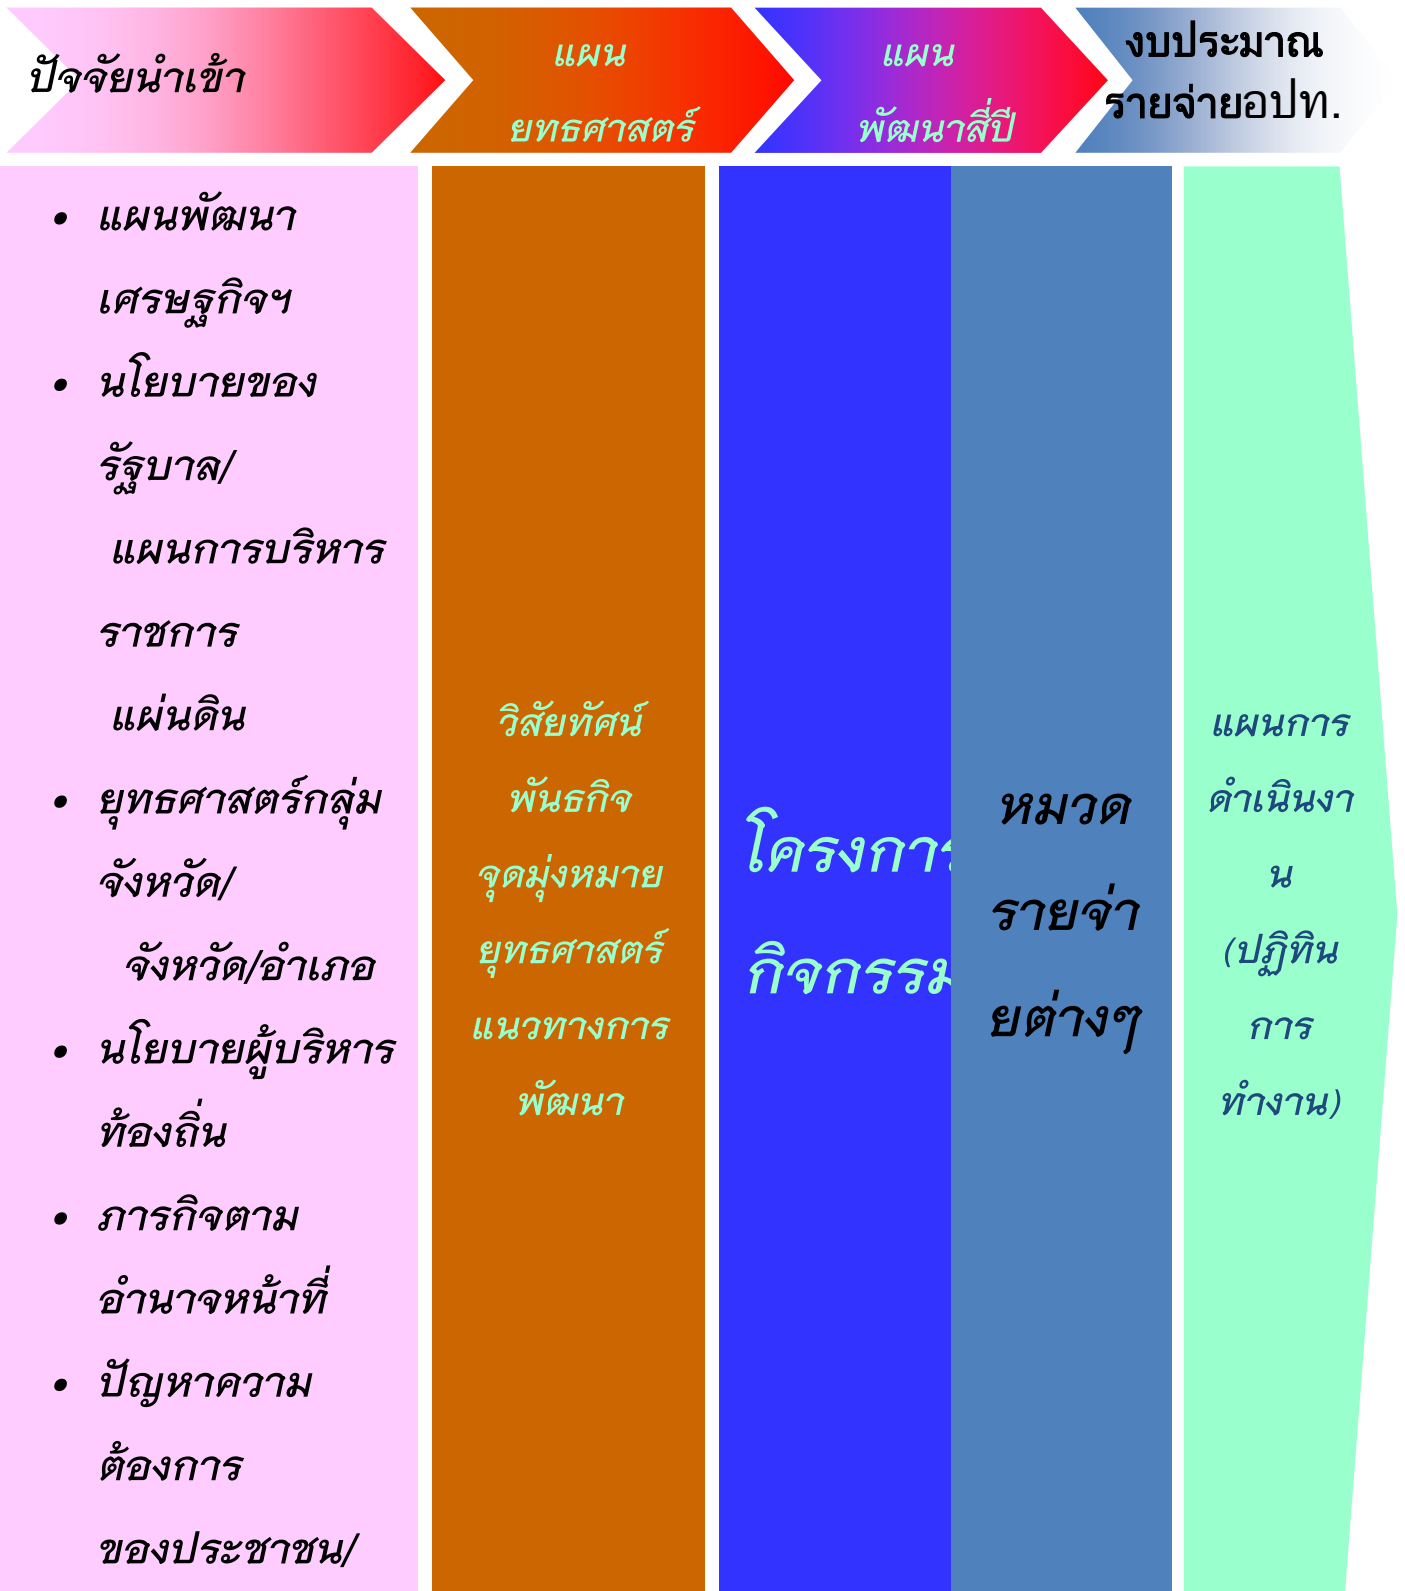 ปัจจัยนำเข้า
แผน
ยุทธศาสตร์
แผน
พัฒนาสี่ปี
งบประมาณ
รายจ่ายอปท.
• แผนพัฒนา
เศรษฐกิจฯ
• นโยบายของ
รัฐบาล/
แผนการบริหาร
ราชการ
แผ่นดิน
• ยุทธศาสตร์กลุ่ม
จังหวัด/
จังหวัด/อำเภอ
• นโยบายผู้บริหาร
ท้องถิ่น
• ภารกิจตาม
อำนาจหน้าที่
• ปัญหาความ
ต้องการ
ของประชาชน/
วิสัยทัศน์
พันธกิจ
จุดมุ่งหมาย
ยุทธศาสตร์
แนวทางการ
พัฒนา
โครงการ
กิจกรรม
หมวด
รายจ่า
ยต่างๆ
แผนการ
ดำเนินงา
น
(ปฏิทิน
การ
ทำงาน)